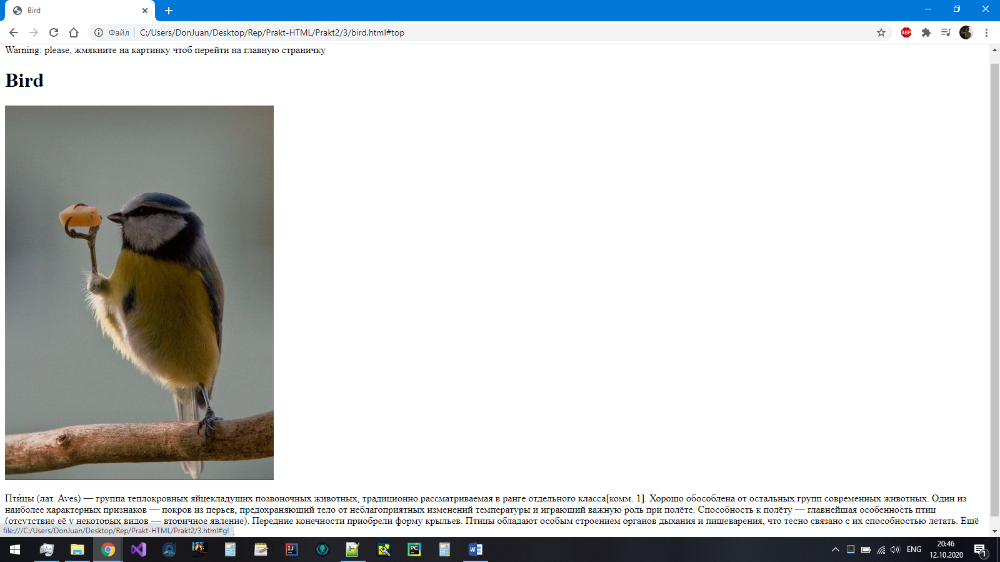 Bird
Файл
C:/Users/DonJuan/Desktop/Rep/Prakt-HTML/Prakt2/3/bird.html#top
ABP
Warning: please, жмякните на картинку чтоб перейти на главную страничку
Bird
Пти́цы (лат. Aves) — группа теплокровных яйцекладущих позвоночных животных, традиционно рассматриваемая в ранге отдельного класса[комм. 1]. Хорошо обособлена от остальных групп современных животных. Один из
наиболее характерных признаков — покров из перьев, предохраняющий тело от неблагоприятных изменений температуры и играющий важную роль при полёте. Способность к полёту — главнейшая особенность птиц
(отсутствие её у некоторых видов — вторичное явление). Передние конечности приобрели форму крыльев. Птицы обладают особым строением органов дыхания и пищеварения, что тесно связано с их способностью летать. Ещё
file:///C:/Users/DonJuan/Desktop/Rep/Prakt-HTML/Prakt2/3.html#gl
IJ
PC
W
ENG
20:46
12.10.2020
1